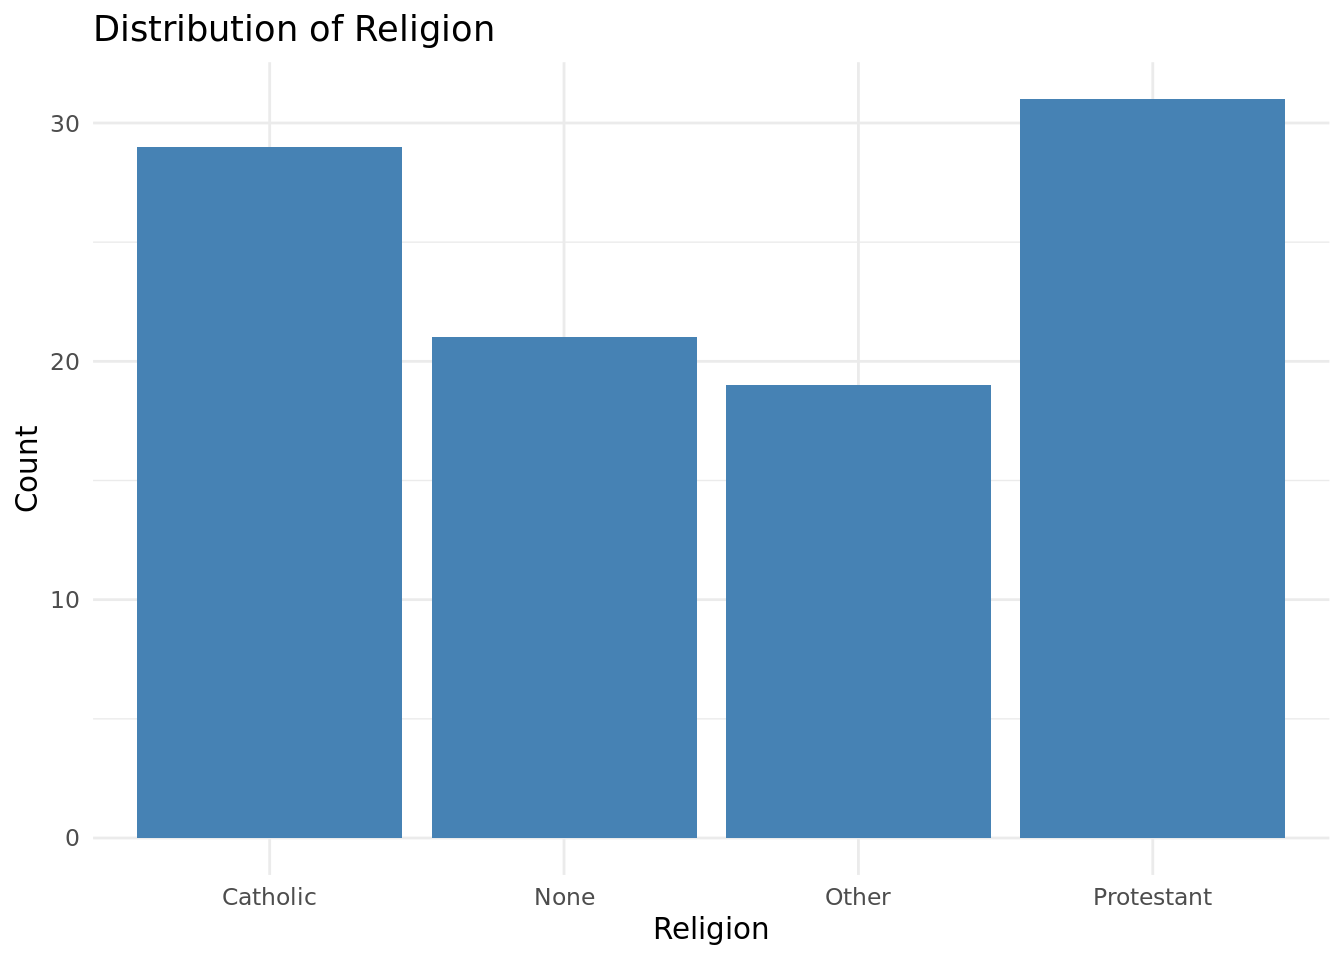 Distribution of Religion
30
20
10
0
Count
Catholic None Other Protestant
Religion